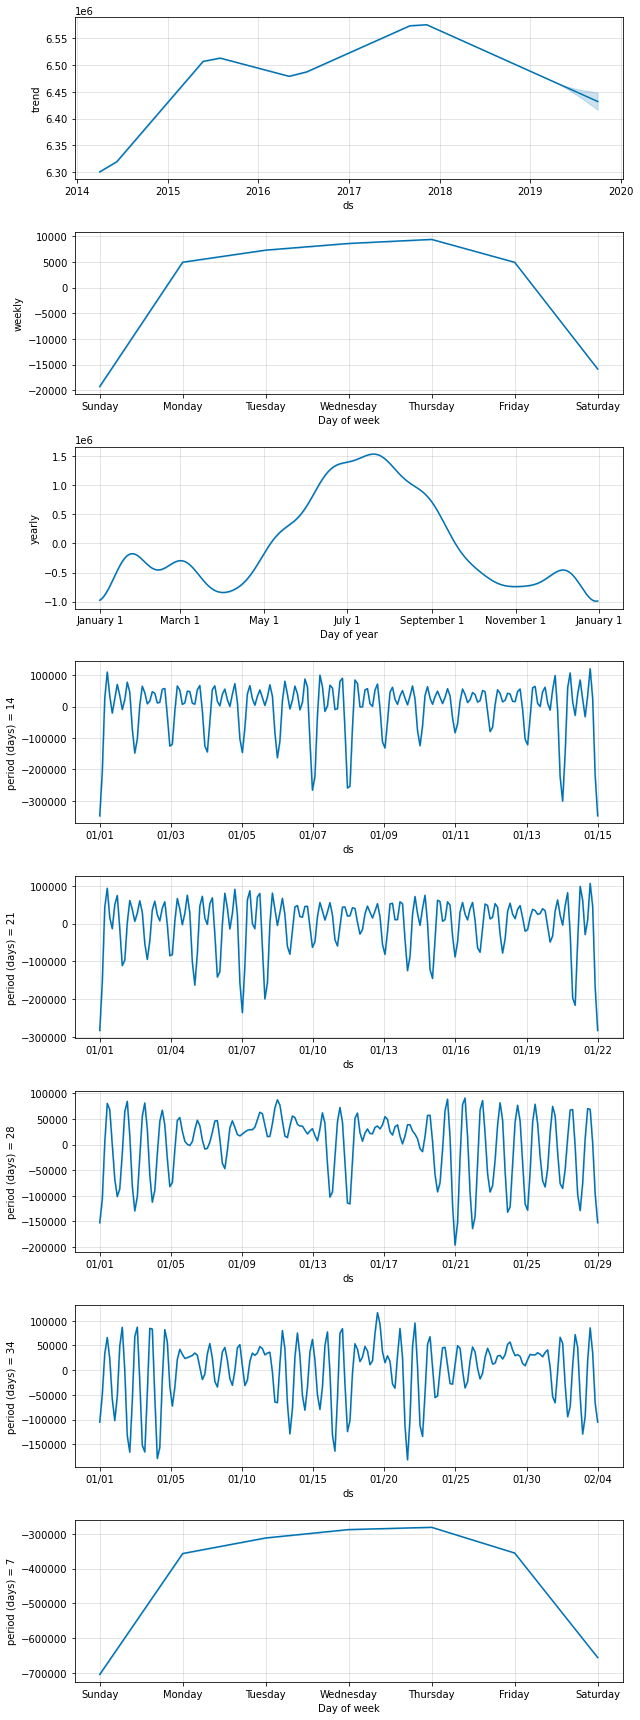 1e6
6.55
6.50
6.45
6.40
6.35
6.30
trend
2014 2015 2016 2017 2018 2019 2020
ds
10000
5000
0
−5000
−10000
−15000
−20000
weekly
Sunday Monday Tuesday Wednesday Thursday Friday Saturday
Day of week
1e6
1.5
1.0
0.5
0.0
−0.5
−1.0
yearly
January 1 March 1 May 1 July 1 September 1 November 1 January 1
Day of year
100000
0
−100000
−200000
−300000
period (days) = 14
01/01 01/03 01/05 01/07 01/09 01/11 01/13 01/15
ds
100000
0
−100000
−200000
−300000
period (days) = 21
01/01 01/04 01/07 01/10 01/13 01/16 01/19 01/22
ds
100000
50000
0
−50000
−100000
−150000
−200000
period (days) = 28
01/01 01/05 01/09 01/13 01/17 01/21 01/25 01/29
ds
100000
50000
0
−50000
−100000
−150000
period (days) = 34
01/01 01/05 01/10 01/15 01/20 01/25 01/30 02/04
ds
−300000
−400000
−500000
−600000
−700000
period (days) = 7
Sunday Monday Tuesday Wednesday Thursday Friday Saturday
Day of week